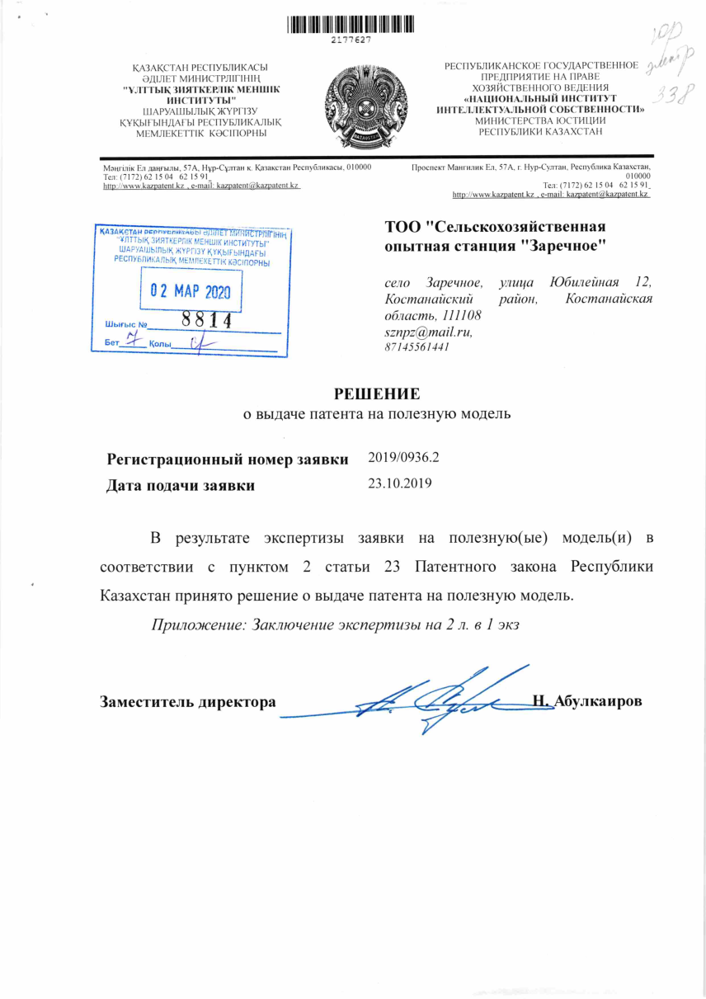 2177627
ҚАЗАҚСТАН РЕСПУБЛИКАСЫ
ӘДІЛЕТ МИНИСТРЛІГІНІҢ
"ҰЛТТЫҚ ЗИЯТКЕРЛІК МЕНШІК
ИНСТИТУТЫ"
ШАРУАШЫЛЫҚ ЖҮРГІЗУ
ҚҰҚЫҒЫНДАҒЫ РЕСПУБЛИКАЛЫҚ
МЕМЛЕКЕТТІК КӘСІПОРНЫ
РЕСПУБЛИКАНСКОЕ ГОСУДАРСТВЕННОЕ
ПРЕДПРИЯТИЕ НА ПРАВЕ
ХОЗЯЙСТВЕННОГО ВЕДЕНИЯ
«НАЦИОНАЛЬНЫЙ ИНСТИТУТ
ИНТЕЛЛЕКТУАЛЬНОЙ СОБСТВЕННОСТИ»
МИНИСТЕРСТВА ЮСТИЦИИ
РЕСПУБЛИКИ КАЗАХСТАН
338
Мәңгілік Ел даңғылы, 57А, Нұр-Сұлтан к. Қазақстан Республикасы, 010000
Тел: (7172) 62 15 04 62 15 91
http://www.kazpatent.kz , e-mail: kazpatent@kazpatent.kz
Проспект Мангилик Ел, 57А, г. Нур-Султан, Республика Казахстан,
010000
Тел: (7172) 62 15 04 62 15 91
http://www.kazpatent.kz , e-mail: kazpatent@kazpatent.kz
ҚАЗАҚСТАН РЕСПУБЛИКАСЫ ӘДІЛЕТ МИНИСТРЛІГІНІҢ
"ҰЛТТЫҚ ЗИЯТКЕРЛІК МЕНШІК ИНСТИТУТЫ"
ШАРУАШЫЛЫҚ ЖҮРГІЗУ ҚҰҚЫҒЫНДАҒЫ
РЕСПУБЛИКАЛЫҚ МЕМЛЕКЕТТІК КӘСІПОРНЫ
02 МАР 2020
Шығыс № 8814
Бет Қолы
ТОО "Сельскохозяйственная
опытная станция "Заречное"
село Заречное, улица Юбилейная 12,
Костанайский район, Костанайская
область, 111108
sznpz@mail.ru,
87145561441
РЕШЕНИЕ
о выдаче патента на полезную модель
Регистрационный номер заявки 2019/0936.2
Дата подачи заявки 23.10.2019
В результате экспертизы заявки на полезную(ые) модель(и) в
соответствии с пунктом 2 статьи 23 Патентного закона Республики
Казахстан принято решение о выдаче патента на полезную модель.
Приложение: Заключение экспертизы на 2 л. в 1 экз
Заместитель директора Н. Абулкаиров